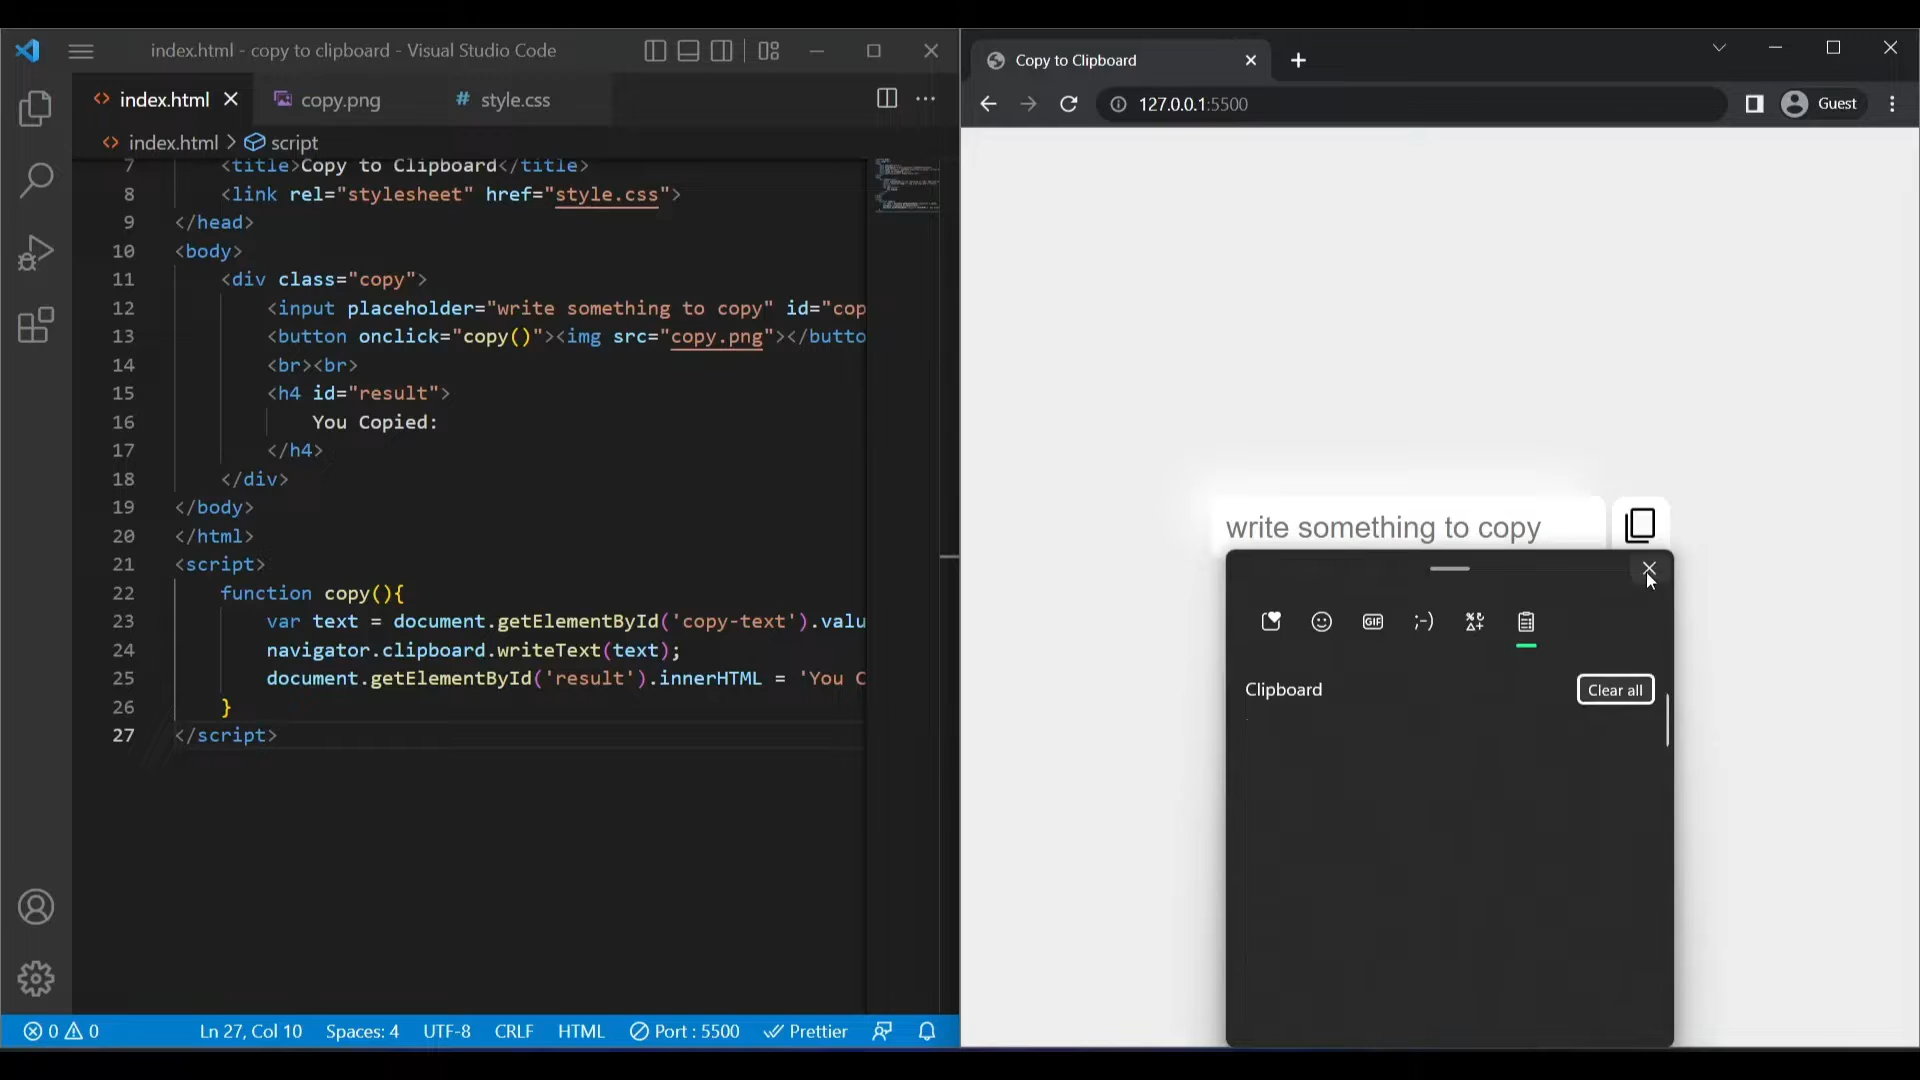 index.html - copy to clipboard - Visual Studio Code
index.html
copy.png
# style.css
index.html > script
7 <title>Copy to Clipboard</title>
8 <link rel="stylesheet" href="style.css">
9 </head>
10 <body>
11 <div class="copy">
12 <input placeholder="write something to copy" id="cop
13 <button onclick="copy()"><img src="copy.png"></butto
14 <br><br>
15 <h4 id="result">
16 You Copied:
17 </h4>
18 </div>
19 </body>
20 </html>
21 <script>
22 function copy(){
23 var text = document.getElementById('copy-text').valu
24 navigator.clipboard.writeText(text);
25 document.getElementById('result').innerHTML = 'You C
26 }
27 </script>
0 0
Ln 27, Col 10
Spaces: 4
UTF-8
CRLF
HTML
Port : 5500
Prettier
Copy to Clipboard
127.0.0.1:5500
Guest
write something to copy
GIF
;-)
Clipboard
Clear all